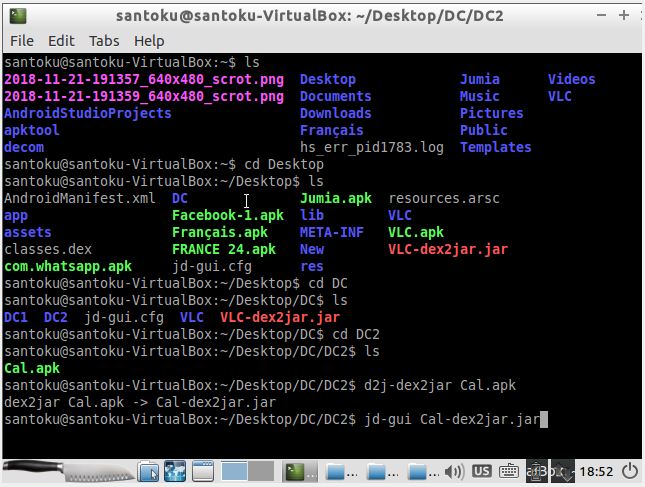 santoku@santoku-VirtualBox: ~/Desktop/DC/DC2
File Edit Tabs Help
santoku@santoku-VirtualBox:~$ ls
2018-11-21-191357_640x480_scrot.png Desktop Jumia Videos
2018-11-21-191359_640x480_scrot.png Documents Music VLC
AndroidStudioProjects Downloads Pictures
apktool Français Public
decom hs_err_pid1783.log Templates
santoku@santoku-VirtualBox:~$ cd Desktop
santoku@santoku-VirtualBox:~/Desktop$ ls
AndroidManifest.xml DC Jumia.apk resources.arsc
app Facebook-1.apk lib VLC
assets Français.apk META-INF VLC.apk
classes.dex FRANCE 24.apk New VLC-dex2jar.jar
com.whatsapp.apk jd-gui.cfg res
santoku@santoku-VirtualBox:~/Desktop$ cd DC
santoku@santoku-VirtualBox:~/Desktop/DC$ ls
DC1 DC2 jd-gui.cfg VLC VLC-dex2jar.jar
santoku@santoku-VirtualBox:~/Desktop/DC$ cd DC2
santoku@santoku-VirtualBox:~/Desktop/DC/DC2$ ls
Cal.apk
santoku@santoku-VirtualBox:~/Desktop/DC/DC2$ d2j-dex2jar Cal.apk
dex2jar Cal.apk -> Cal-dex2jar.jar
santoku@santoku-VirtualBox:~/Desktop/DC/DC2$ jd-gui Cal-dex2jar.jar
... ... ... ... US 18:52